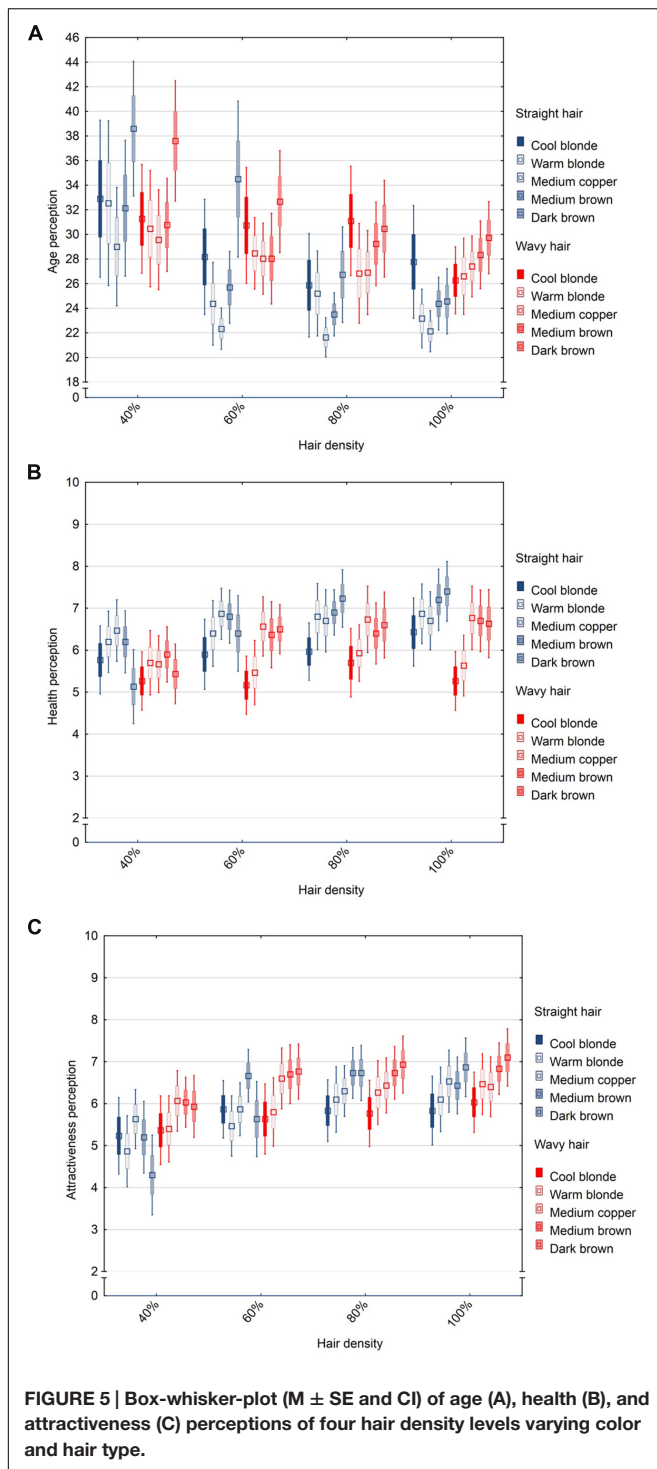 A
46
44
42
40
38
36
34
32
30
28
26
24
22
20
18
0
Age perception
40%
60%
80%
100%
Hair density
Straight hair
Cool blonde
Warm blonde
Medium copper
Medium brown
Dark brown
Wavy hair
Cool blonde
Warm blonde
Medium copper
Medium brown
Dark brown
B
10
9
8
7
6
5
4
3
2
0
Health perception
40%
60%
80%
100%
Hair density
Straight hair
Cool blonde
Warm blonde
Medium copper
Medium brown
Dark brown
Wavy hair
Cool blonde
Warm blonde
Medium copper
Medium brown
Dark brown
C
10
9
8
7
6
5
4
3
2
0
Attractiveness perception
40%
60%
80%
100%
Hair density
Straight hair
Cool blonde
Warm blonde
Medium copper
Medium brown
Dark brown
Wavy hair
Cool blonde
Warm blonde
Medium copper
Medium brown
Dark brown
FIGURE 5 | Box-whisker-plot (M ± SE and CI) of age (A), health (B), and
attractiveness (C) perceptions of four hair density levels varying color
and hair type.